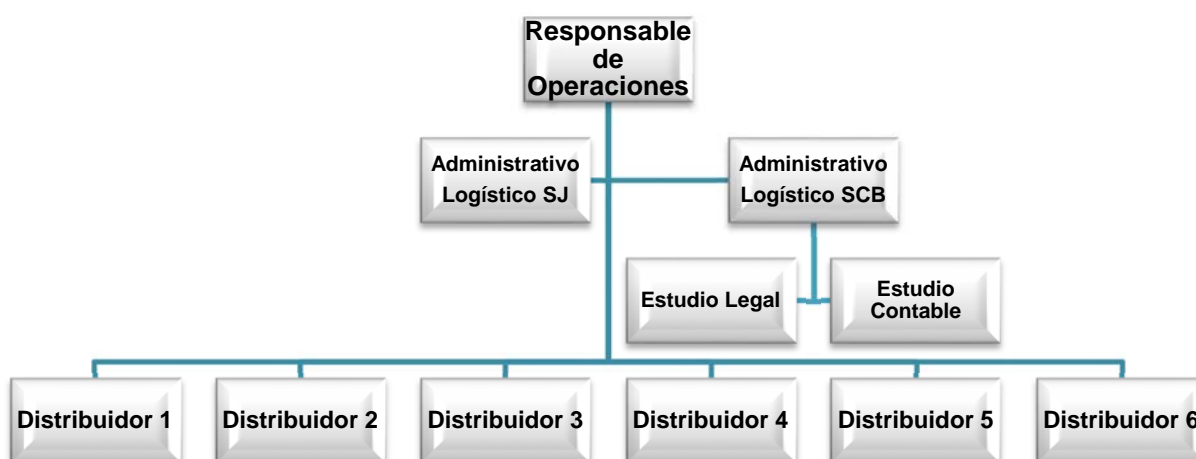 Responsable
de
Operaciones
Administrativo
Logístico SJ
Administrativo
Logístico SCB
Estudio Legal
Estudio
Contable
Distribuidor 1
Distribuidor 2
Distribuidor 3
Distribuidor 4
Distribuidor 5
Distribuidor 6